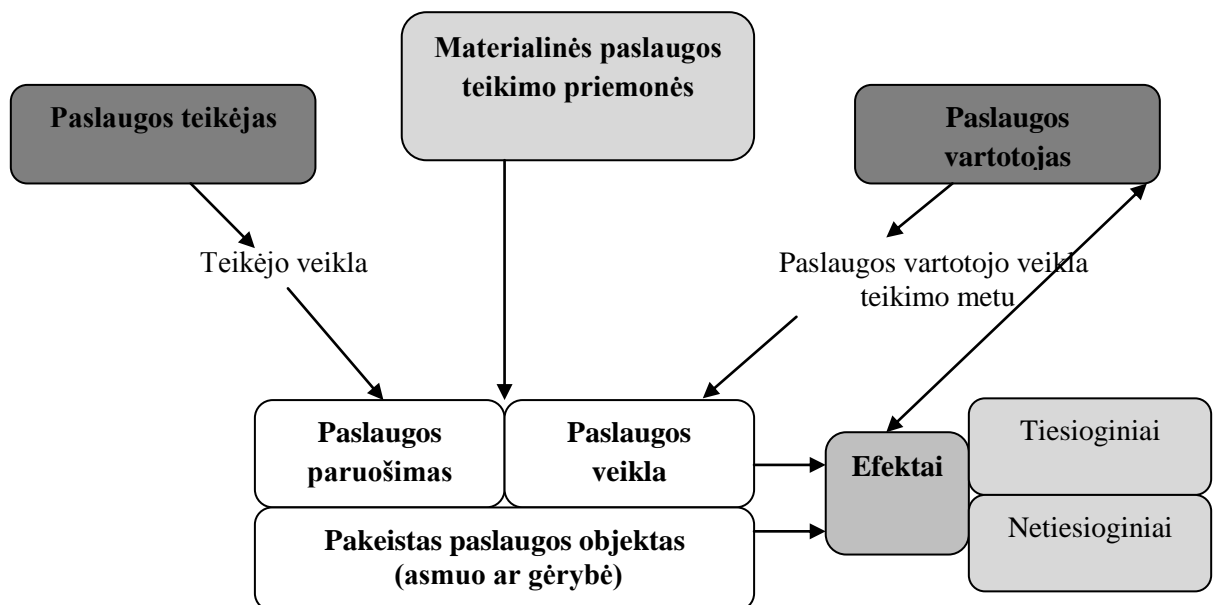 Materialinės paslaugos
teikimo priemonės
Paslaugos teikėjas
Paslaugos
vartotojas
Teikėjo veikla
Paslaugos vartotojo veikla
teikimo metu
Paslaugos
paruošimas
Paslaugos
veikla
Efektai
Tiesioginiai
Netiesioginiai
Pakeistas paslaugos objektas
(asmuo ar gėrybė)